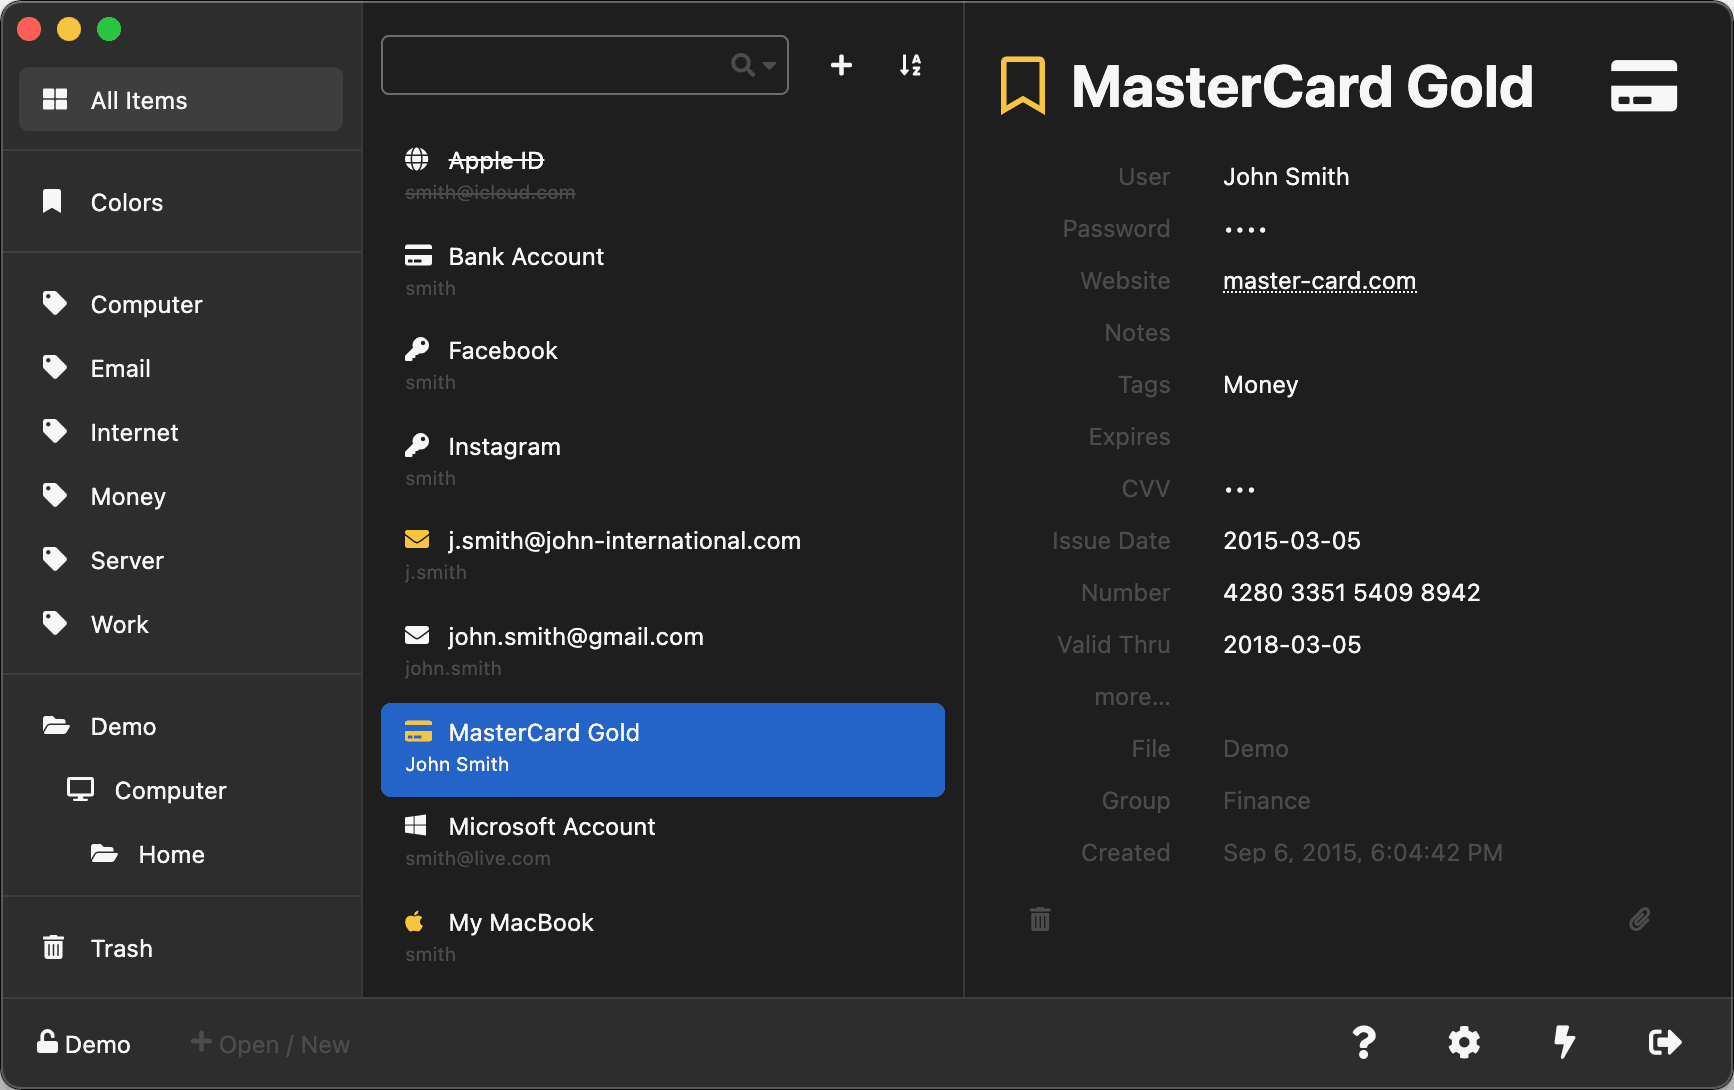 All Items
Colors
Computer
Email
Internet
Money
Server
Work
Demo
Computer
Home
Trash
Apple ID
smith@icloud.com
Bank Account
smith
Facebook
smith
Instagram
smith
j.smith@john-international.com
j.smith
john.smith@gmail.com
john.smith
MasterCard Gold
John Smith
Microsoft Account
smith@live.com
My MacBook
smith
MasterCard Gold
User John Smith
Password ••••
Website master-card.com
Notes
Tags Money
Expires
CVV •••
Issue Date 2015-03-05
Number 4280 3351 5409 8942
Valid Thru 2018-03-05
more...
File Demo
Group Finance
Created Sep 6, 2015, 6:04:42 PM
Demo
Open / New